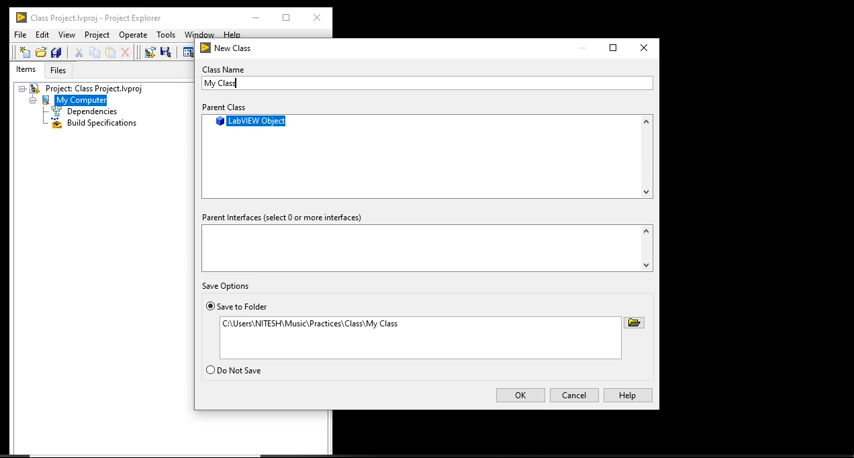 Class Project.lvproj - Project Explorer
File Edit View Project Operate Tools Window Help
Items Files
Project: Class Project.lvproj
My Computer
Dependencies
Build Specifications
New Class
Class Name
My Class
Parent Class
LabVIEW Object
Parent Interfaces (select 0 or more interfaces)
Save Options
Save to Folder
C:\Users\NITESH\Music\Practices\Class\My Class
Do Not Save
OK Cancel Help